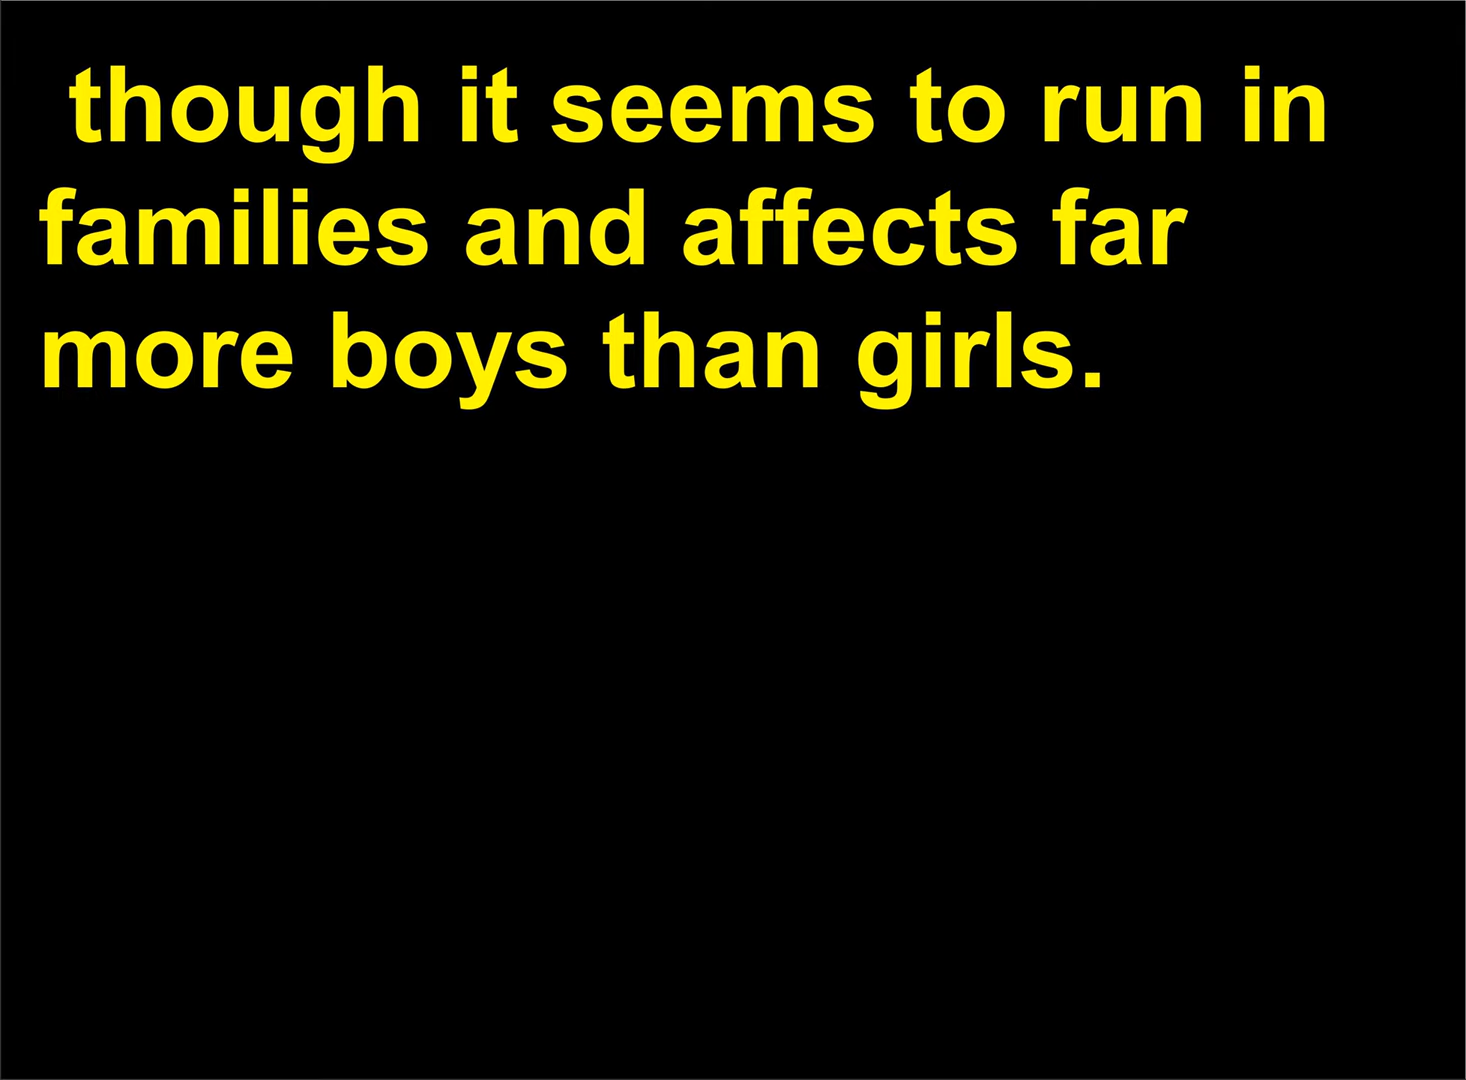 though it seems to run in
families and affects far
more boys than girls.